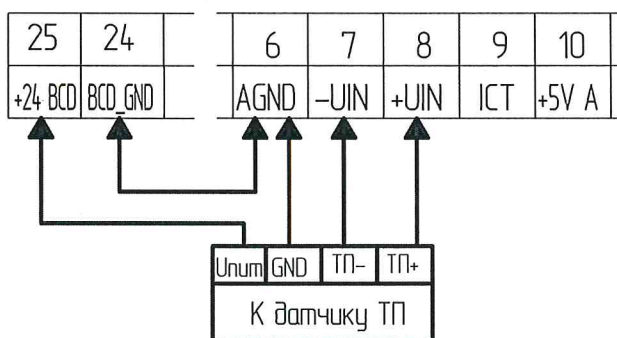 25 24 6 7 8 9 10
+24 BCD BCD_GND AGND -UIN +UIN ICT +5V A
Uпит GND ТП- ТП+
К датчику ТП